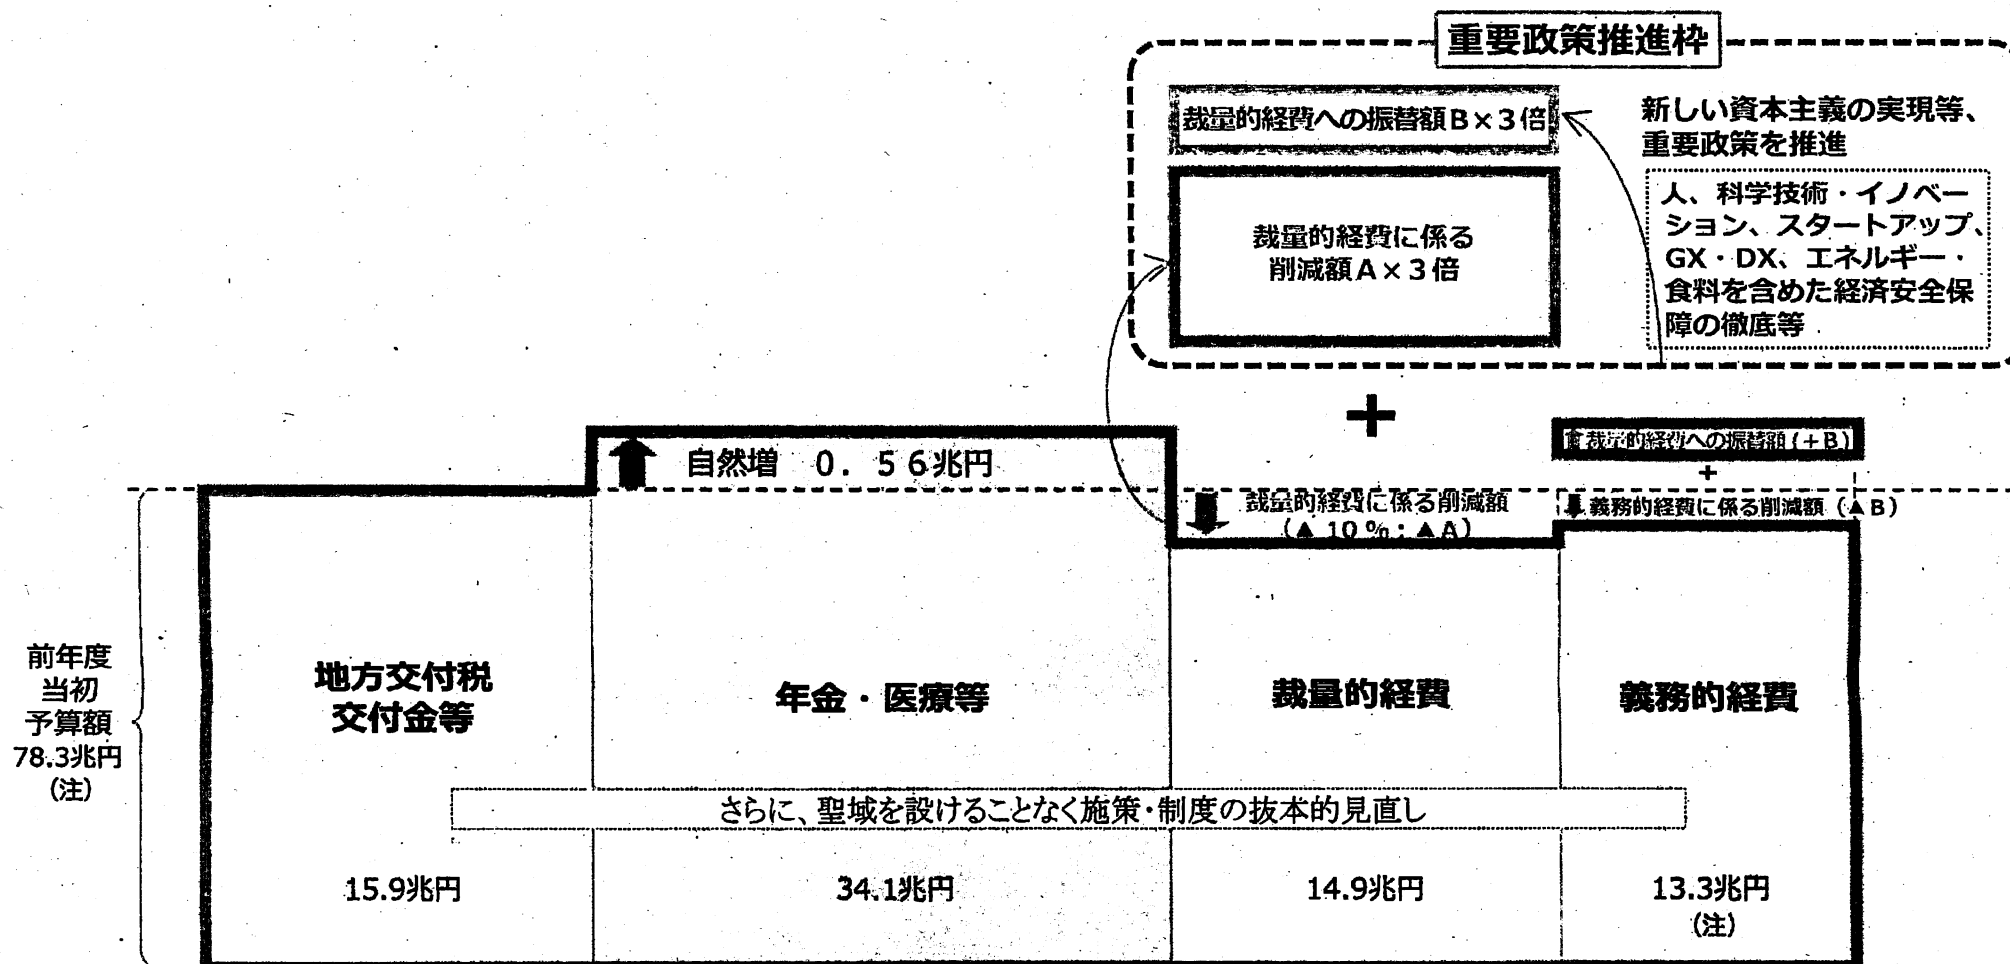 重要政策推進枠
裁量的経費への振替額B×3倍
新しい資本主義の実現等、
重要政策を推進
裁量的経費に係る
削減額A×3倍
人、科学技術・イノベー
ション、スタートアップ、
GX・DX、エネルギー・
食料を含めた経済安全保
障の徹底等
+
自然増 0.56兆円
裁量的経費への振替額(+B)
+
裁量的経費に係る削減額
(▲10%:▲A)
義務的経費に係る削減額(▲B)
前年度
当初
予算額
78.3兆円
(注)
地方交付税
交付金等
年金・医療等
裁量的経費
義務的経費
さらに、聖域を設けることなく施策・制度の抜本的見直し
15.9兆円
34.1兆円
14.9兆円
13.3兆円
(注)